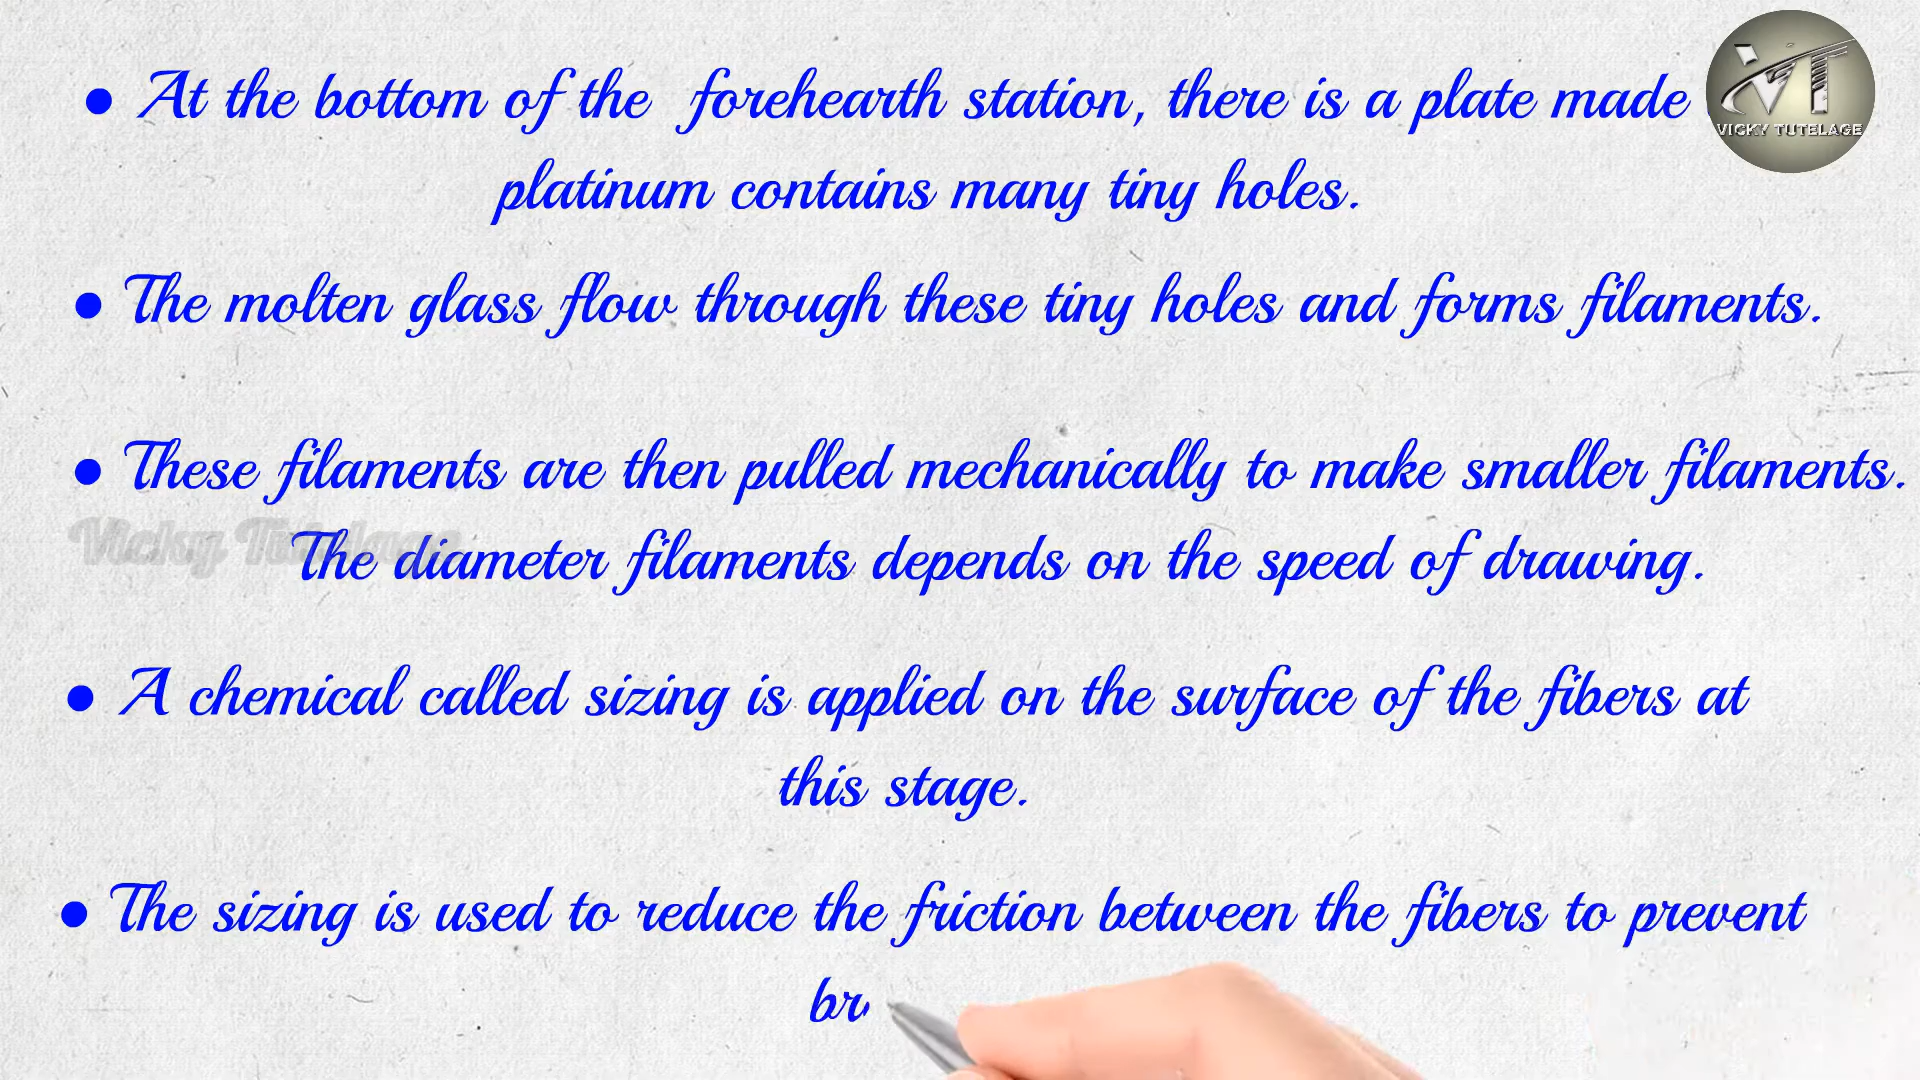 • At the bottom of the forehearth station, there is a plate made
platinum contains many tiny holes.
• The molten glass flow through these tiny holes and forms filaments.
• These filaments are then pulled mechanically to make smaller filaments.
The diameter filaments depends on the speed of drawing.
• A chemical called sizing is applied on the surface of the fibers at
this stage.
• The sizing is used to reduce the friction between the fibers to prevent
br
VT
VICKY TUTELAGE
Vicky Tutelage